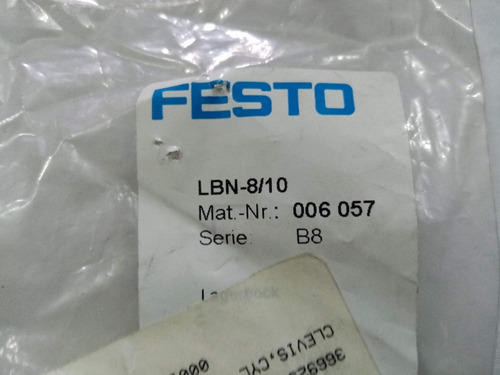 FESTO
LBN-8/10
Mat.-Nr.: 006 057
Serie B8
CLEVIS,CYL